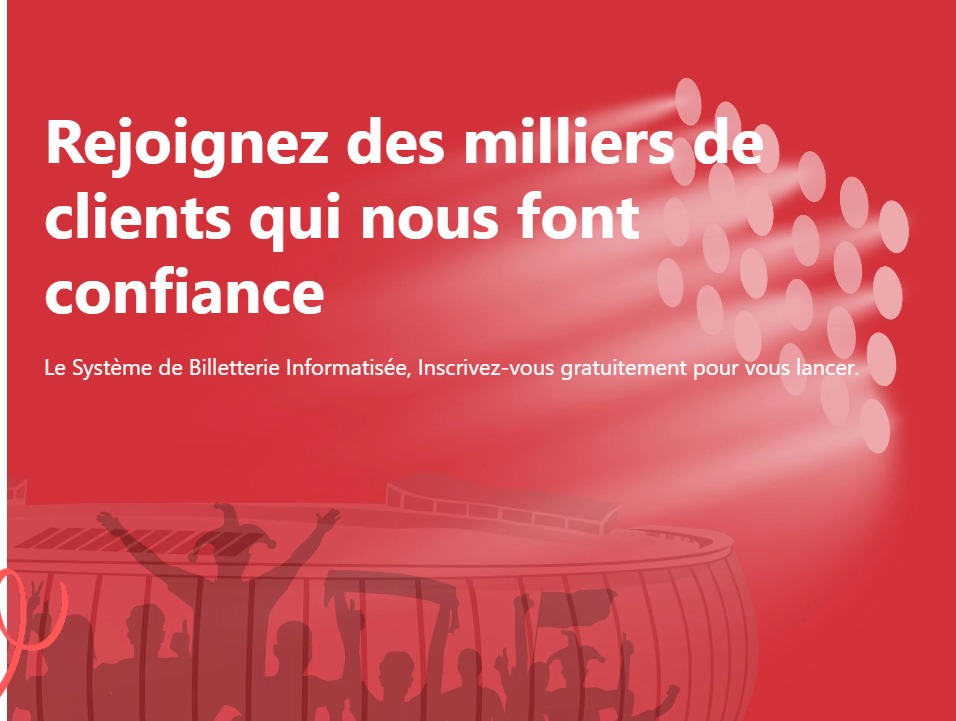 Rejoignez des milliers de
clients qui nous font
confiance
Le Système de Billetterie Informatisée, Inscrivez-vous gratuitement pour vous lancer.